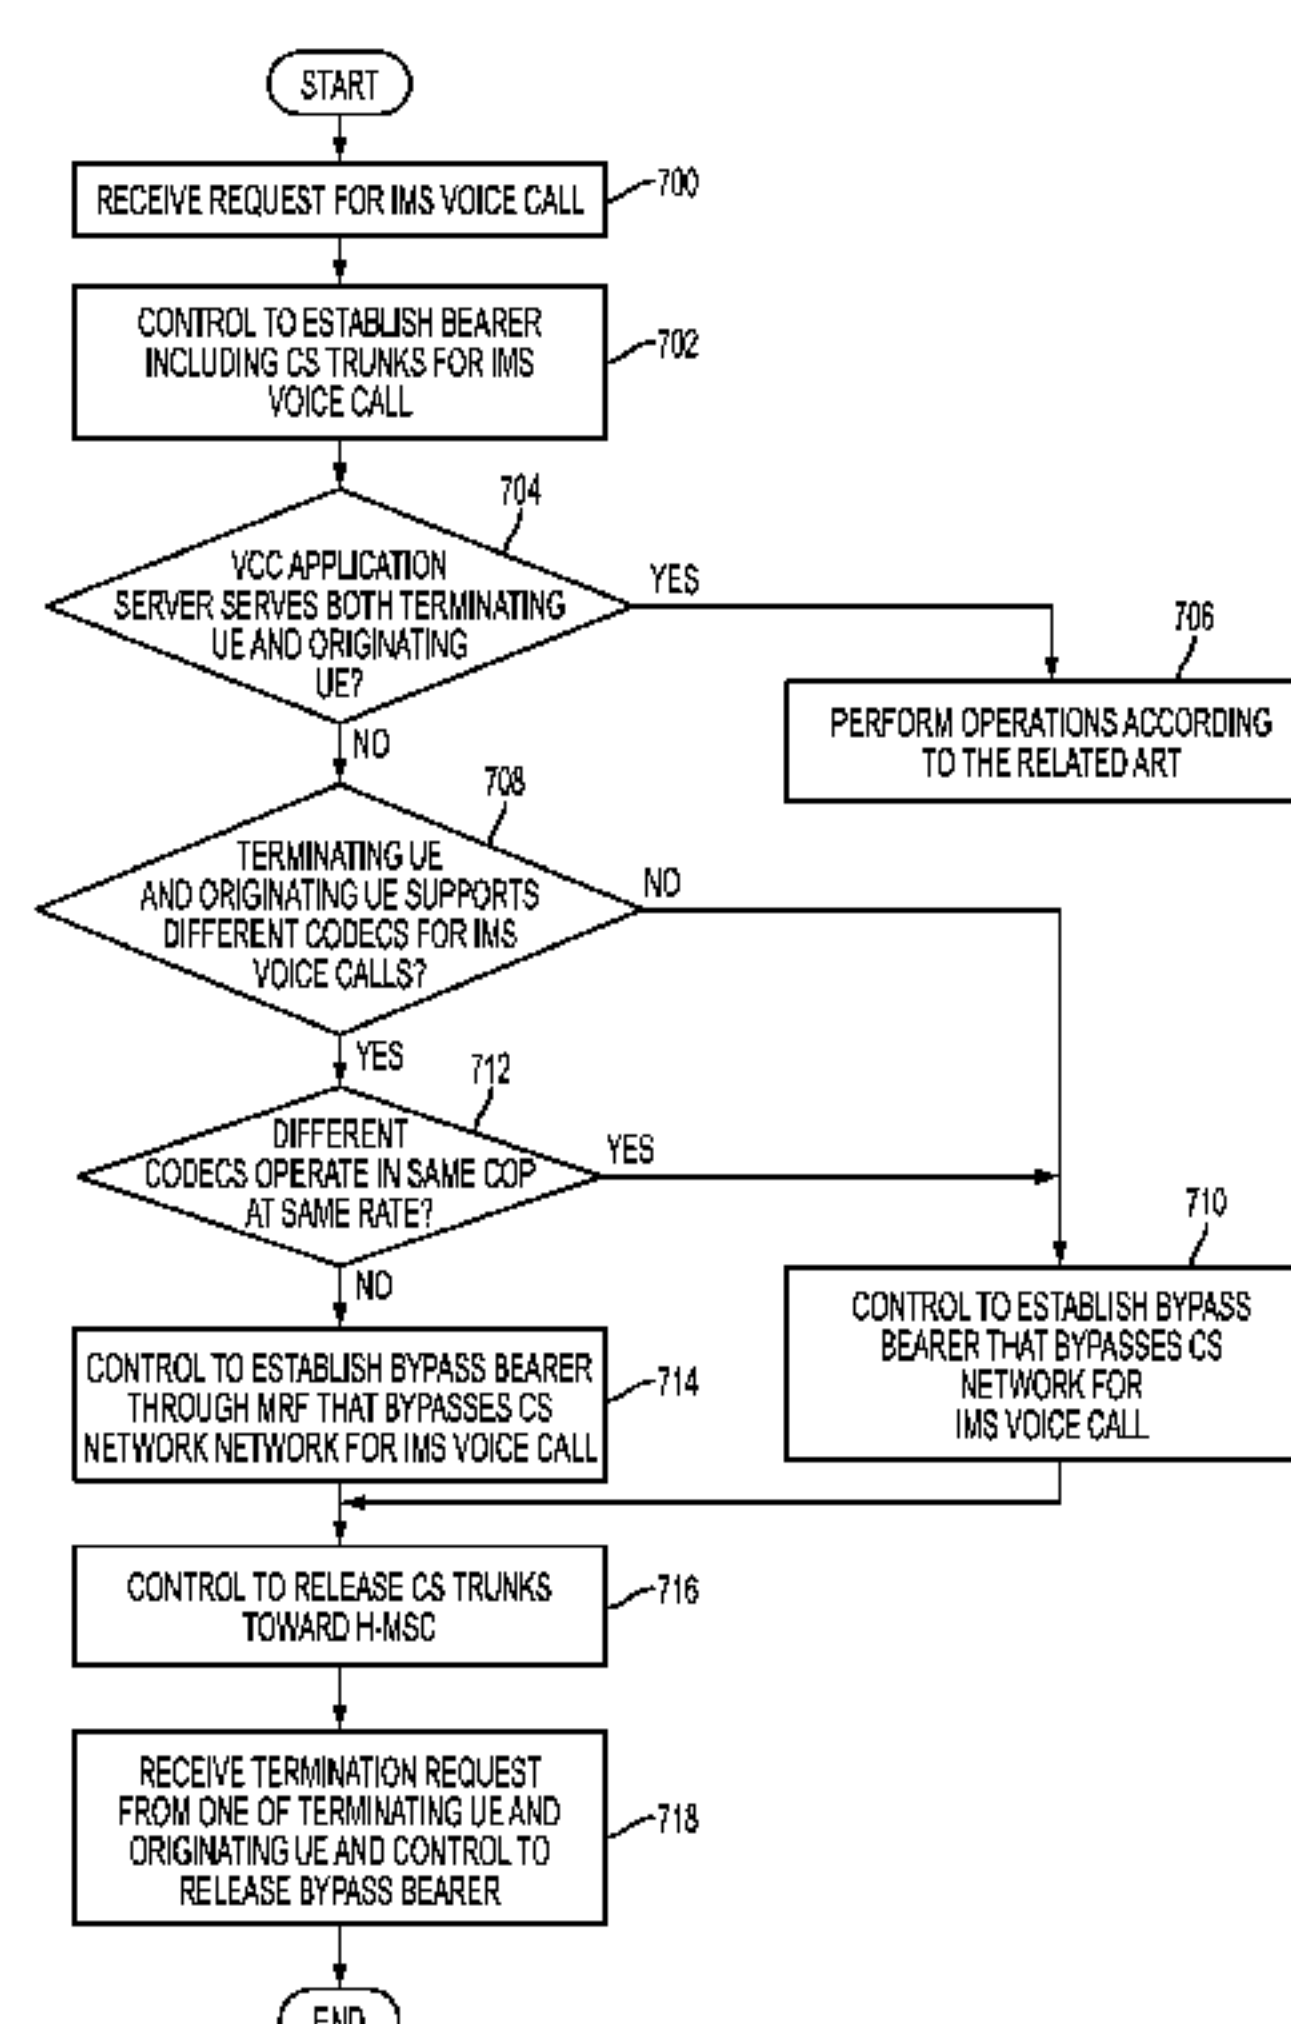 START
RECEIVE REQUEST FOR IMS VOICE CALL
700
CONTROL TO ESTABLISH BEARER
INCLUDING CS TRUNKS FOR IMS
VOICE CALL
702
704
VCC APPLICATION
SERVER SERVES BOTH TERMINATING
UE AND ORIGINATING
UE?
YES
NO
706
PERFORM OPERATIONS ACCORDING
TO THE RELATED ART
708
TERMINATING UE
AND ORIGINATING UE SUPPORTS
DIFFERENT CODECS FOR IMS
VOICE CALLS?
NO
YES
712
DIFFERENT
CODECS OPERATE IN SAME COP
AT SAME RATE?
YES
NO
710
CONTROL TO ESTABLISH BYPASS
BEARER THAT BYPASSES CS
NETWORK FOR
IMS VOICE CALL
CONTROL TO ESTABLISH BYPASS BEARER
THROUGH MRF THAT BYPASSES CS
NETWORK NETWORK FOR IMS VOICE CALL
714
CONTROL TO RELEASE CS TRUNKS
TOWARD H-MSC
716
RECEIVE TERMINATION REQUEST
FROM ONE OF TERMINATING UE AND
ORIGINATING UE AND CONTROL TO
RELEASE BYPASS BEARER
718
END